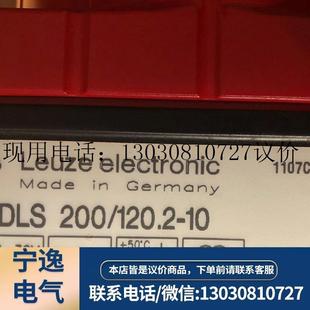 现用电话：13030810727议价
Leuze electronic
1107C
Made in Germany
DLS 200/120.2-10
+50°C
宁逸
电气
本店皆是议价商品，下单前请联系客服！
联系电话/微信:13030810727